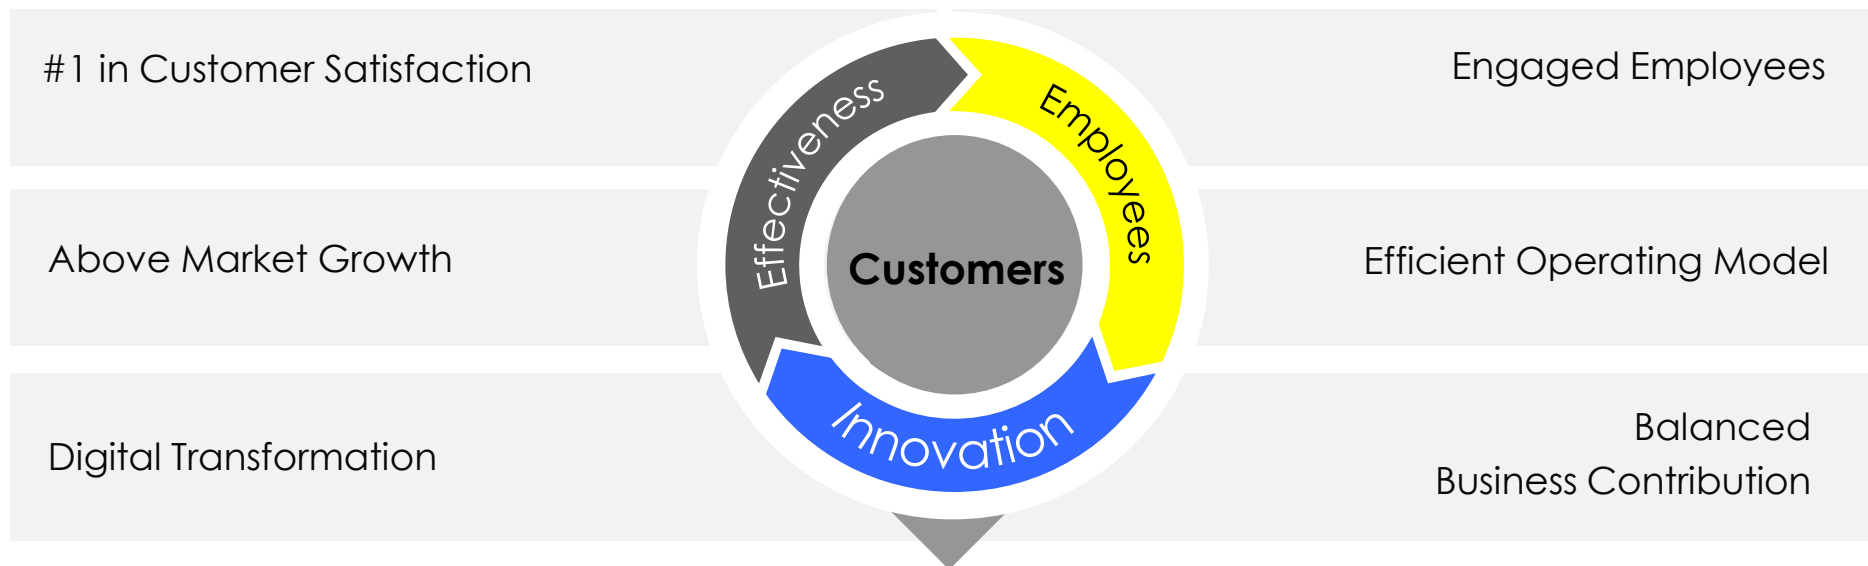 #1 in Customer Satisfaction
Engaged Employees
Effectiveness
Employees
Above Market Growth
Customers
Efficient Operating Model
Digital Transformation
Innovation
Balanced
Business Contribution